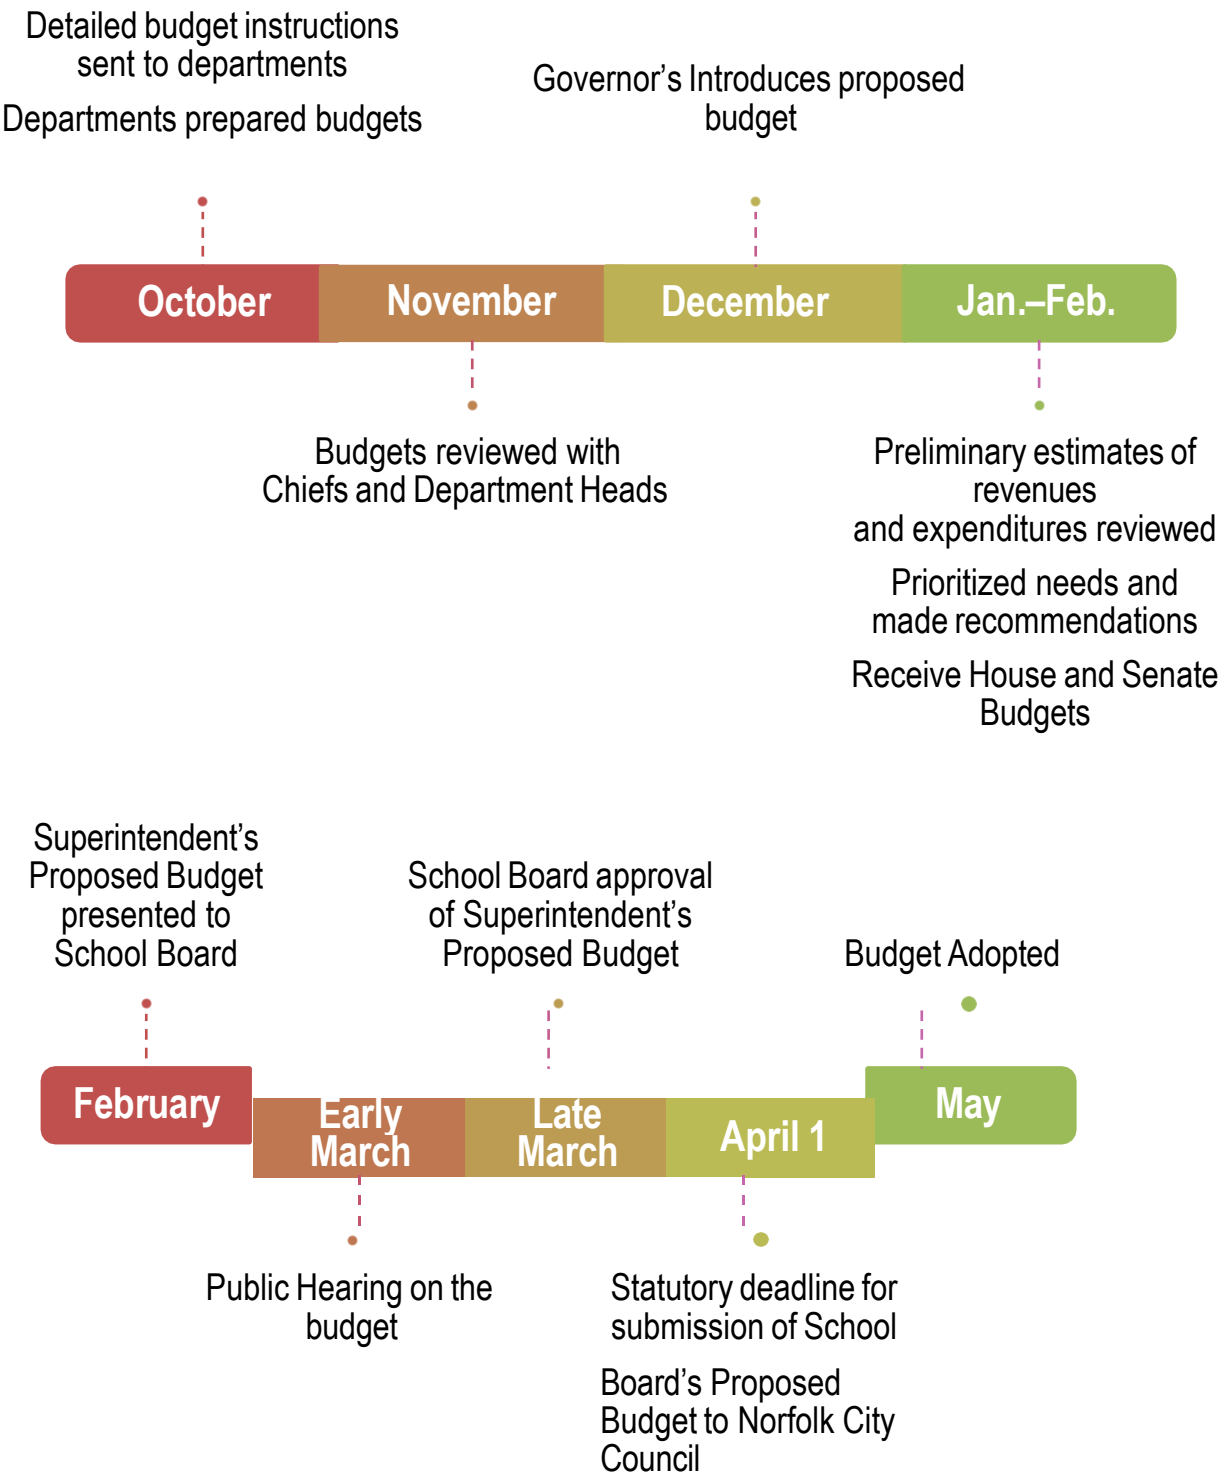 Detailed budget instructions
sent to departments
Departments prepared budgets
Governor’s Introduces proposed
budget
October
November
December
Jan.–Feb.
Budgets reviewed with
Chiefs and Department Heads
Preliminary estimates of
revenues
and expenditures reviewed
Prioritized needs and
made recommendations
Receive House and Senate
Budgets
Superintendent’s
Proposed Budget
presented to
School Board
School Board approval
of Superintendent’s
Proposed Budget
Budget Adopted
February
Early
March
Late
March
April 1
May
Public Hearing on the
budget
Statutory deadline for
submission of School
Board’s Proposed
Budget to Norfolk City
Council